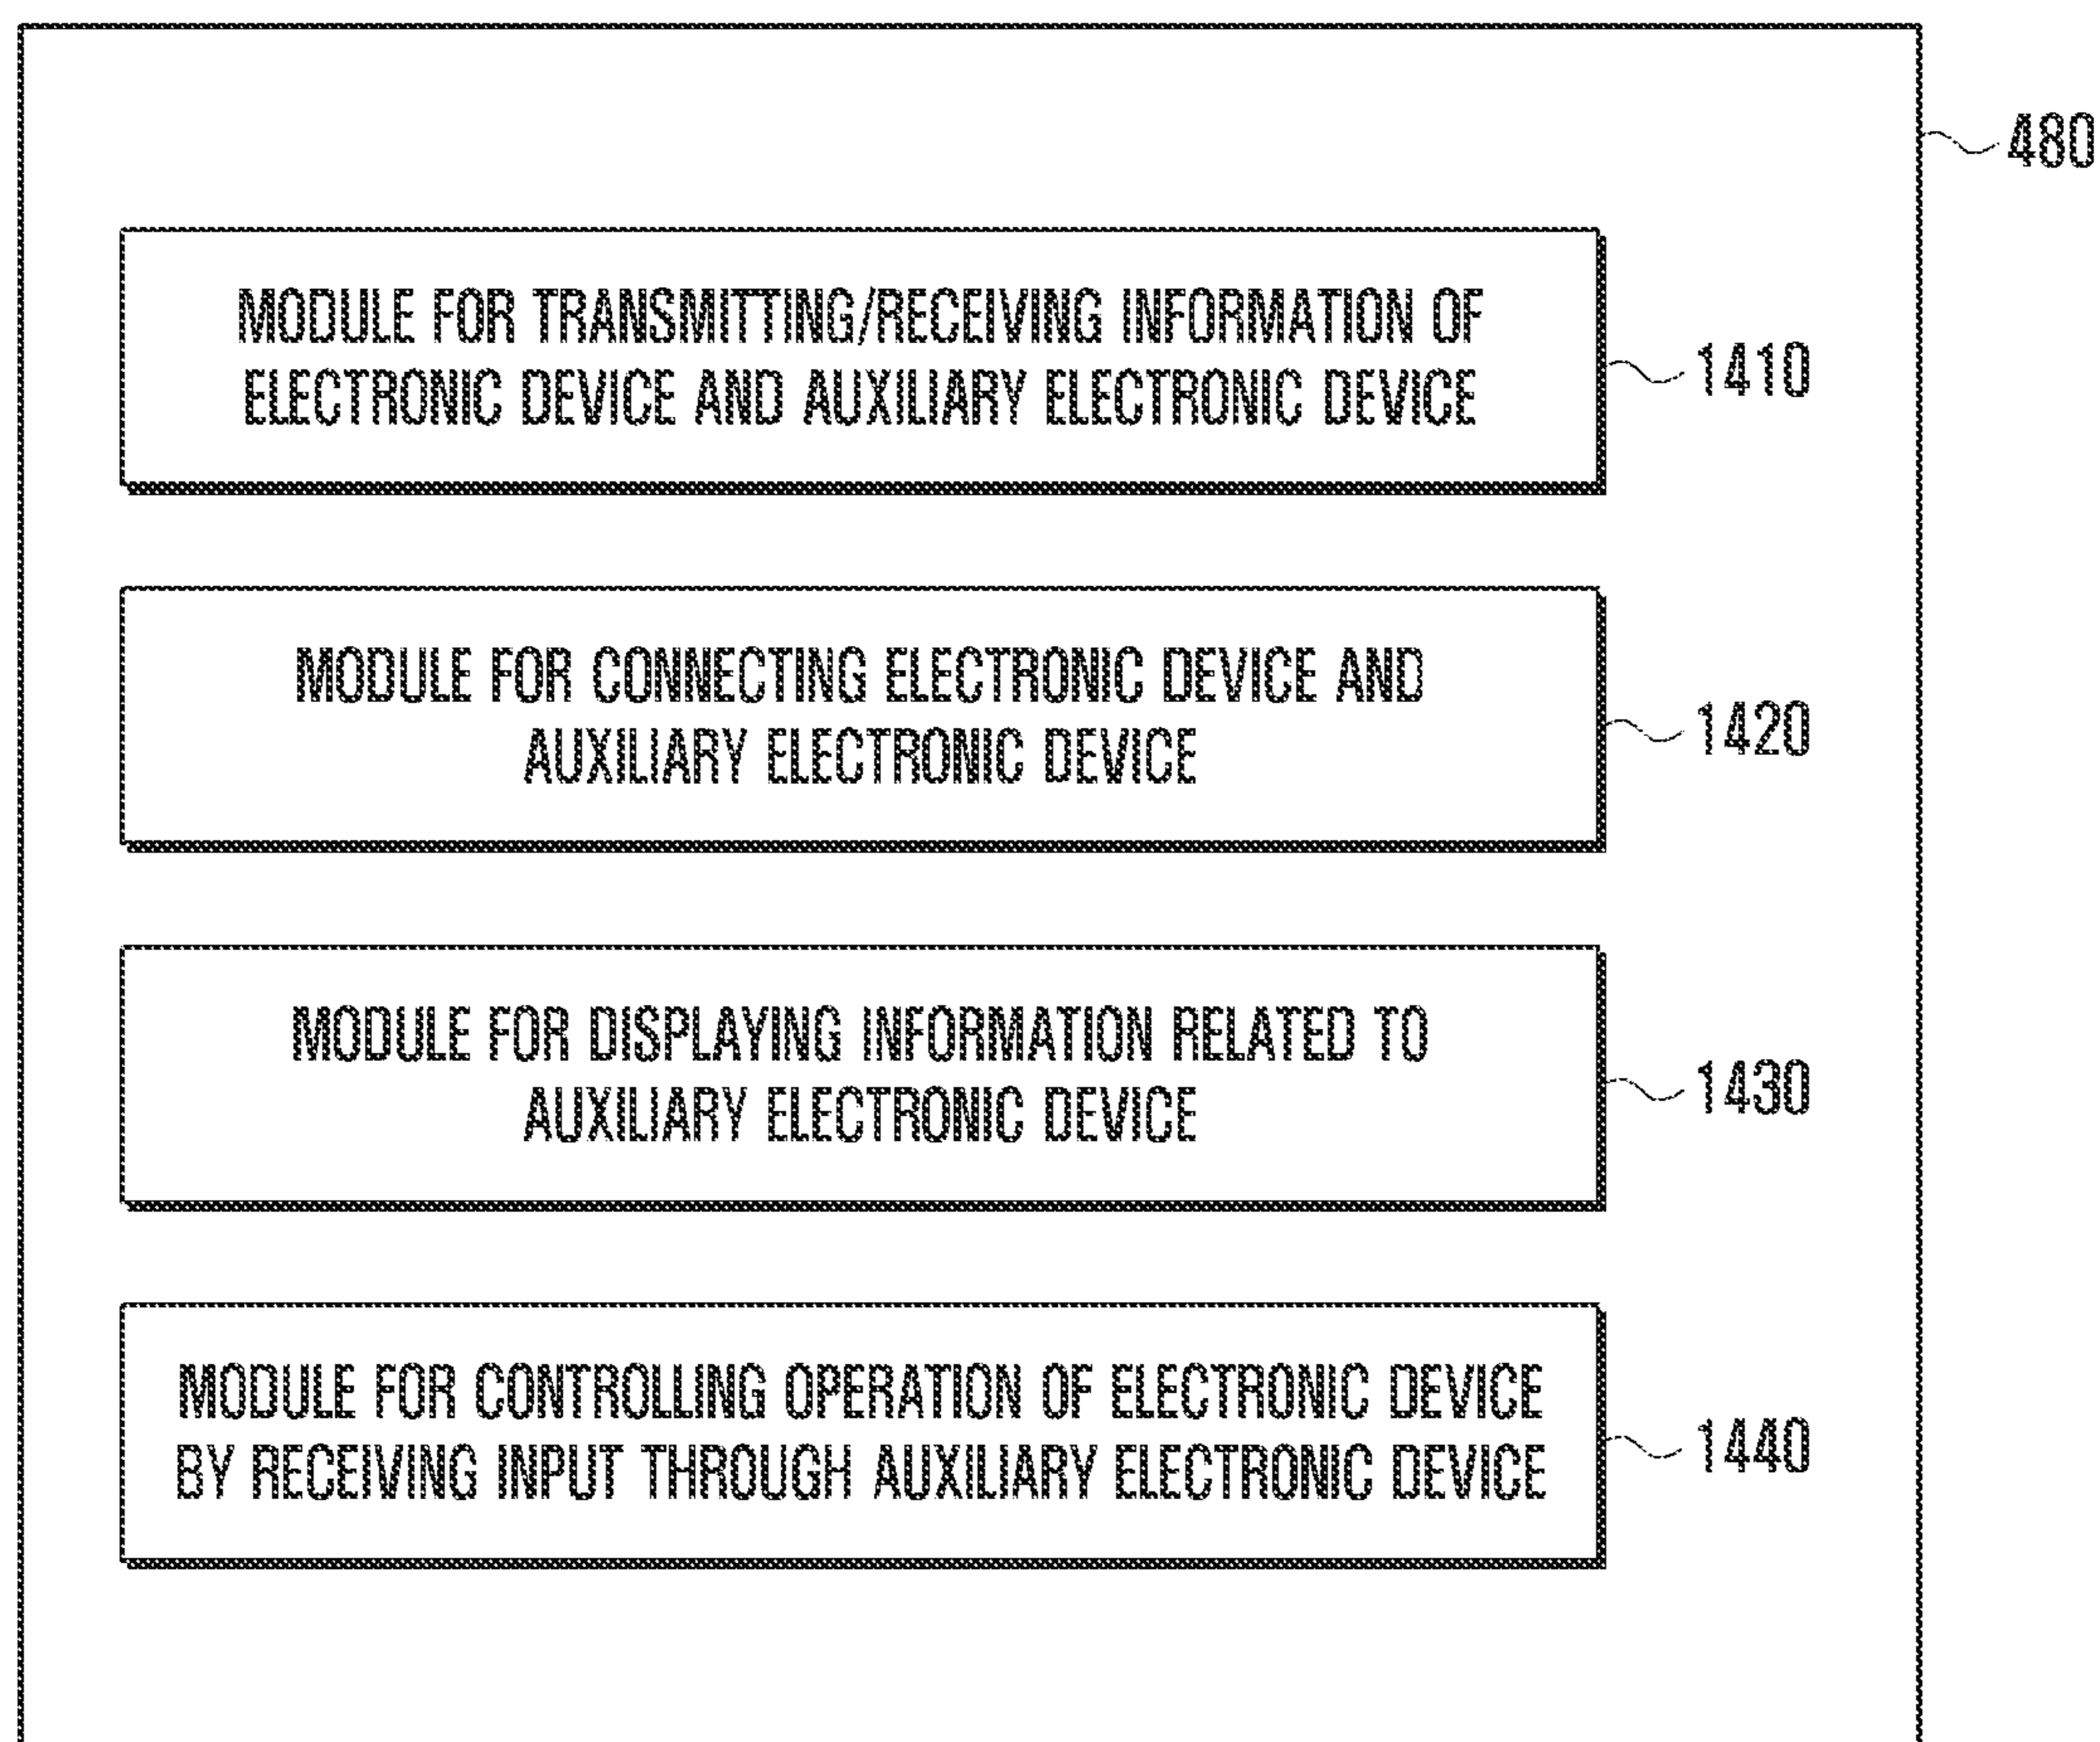 480
MODULE FOR TRANSMITTING/RECEIVING INFORMATION OF
ELECTRONIC DEVICE AND AUXILIARY ELECTRONIC DEVICE
1410
MODULE FOR CONNECTING ELECTRONIC DEVICE AND
AUXILIARY ELECTRONIC DEVICE
1420
MODULE FOR DISPLAYING INFORMATION RELATED TO
AUXILIARY ELECTRONIC DEVICE
1430
MODULE FOR CONTROLLING OPERATION OF ELECTRONIC DEVICE
BY RECEIVING INPUT THROUGH AUXILIARY ELECTRONIC DEVICE
1440